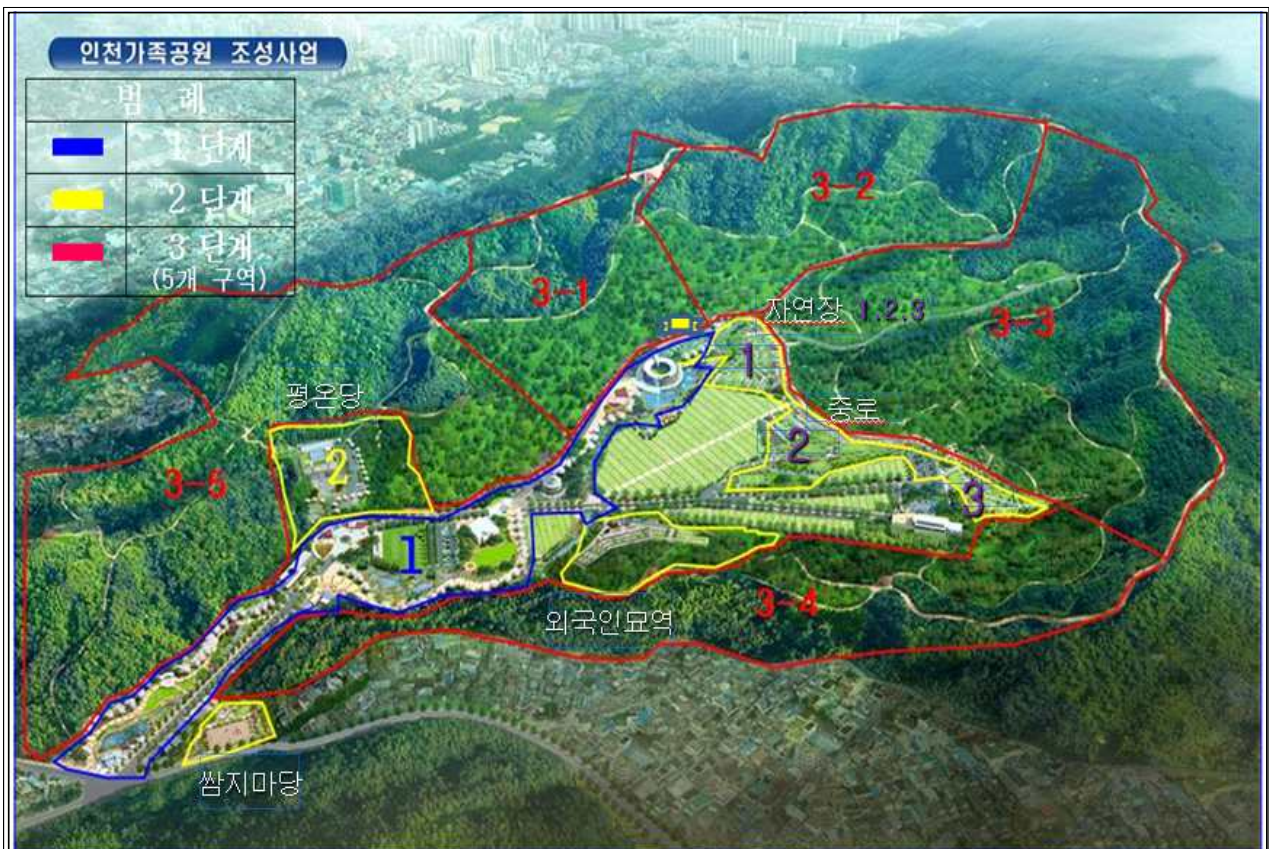 인천가족공원 조성사업
범 례
1 단계
2 단계
3 단계
(5개 구역)
3-2
3-1
자연장 1.2.3
3-3
1
평온당
중로
2
2
3-5
3
1
3-4
외국인묘역
쌈지마당